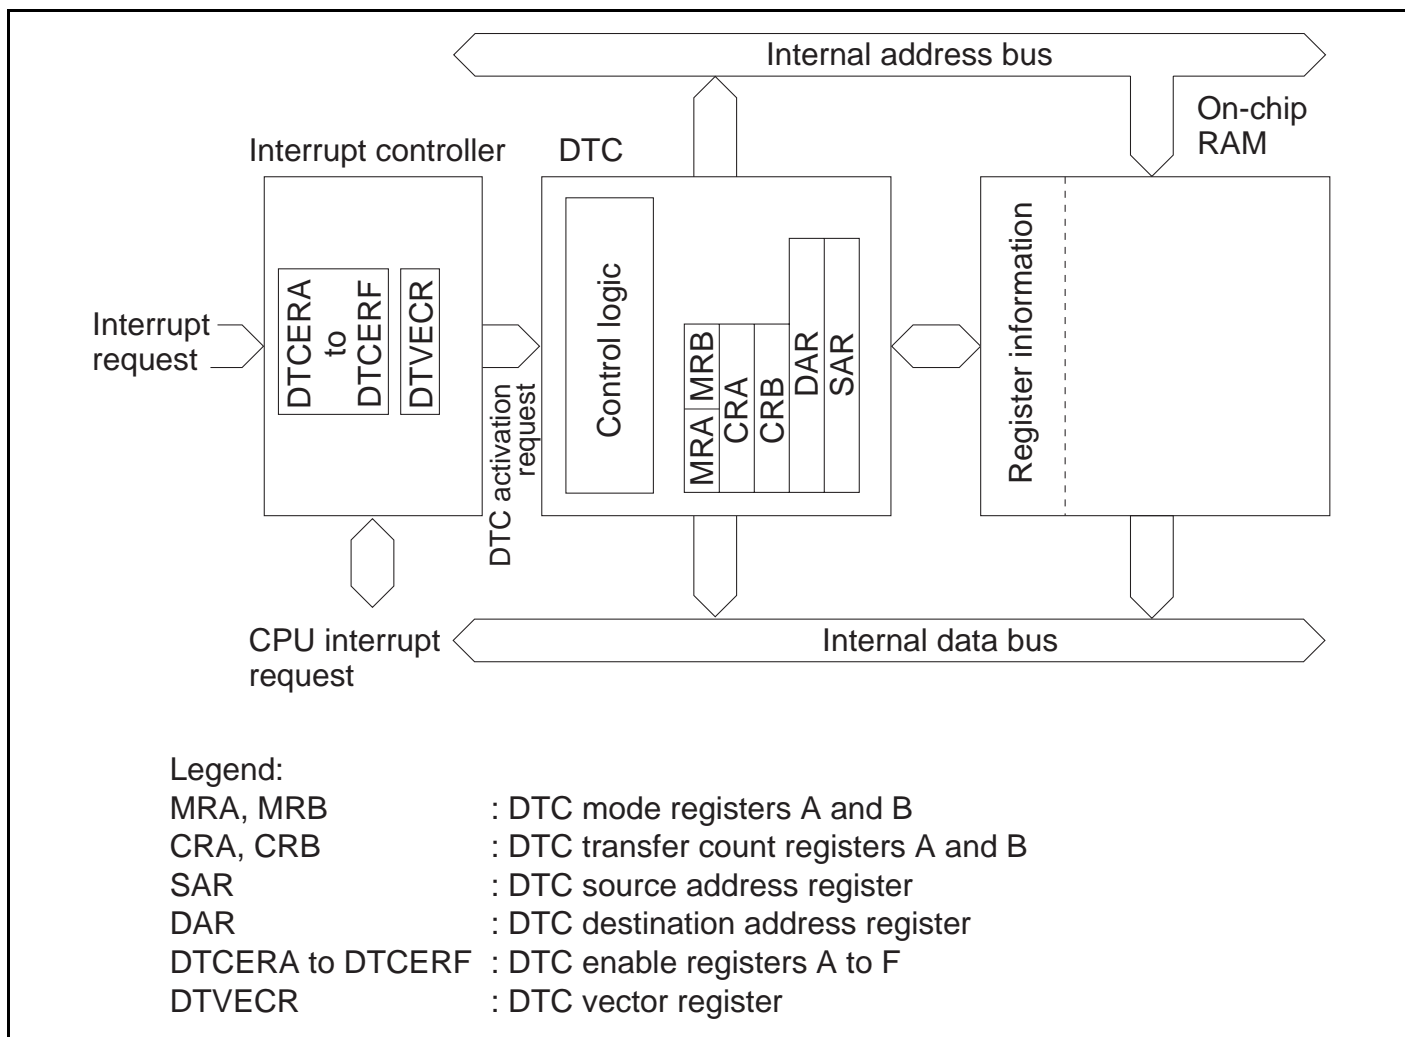 Internal address bus
On-chip
RAM
Interrupt controller
DTC
Interrupt
request
DTCERA
to
DTCERF
DTVECR
DTC activation
request
Control logic
MRA
MRB
CRA
CRB
DAR
SAR
Register information
CPU interrupt
request
Internal data bus
Legend:
MRA, MRB : DTC mode registers A and B
CRA, CRB : DTC transfer count registers A and B
SAR : DTC source address register
DAR : DTC destination address register
DTCERA to DTCERF : DTC enable registers A to F
DTVECR : DTC vector register